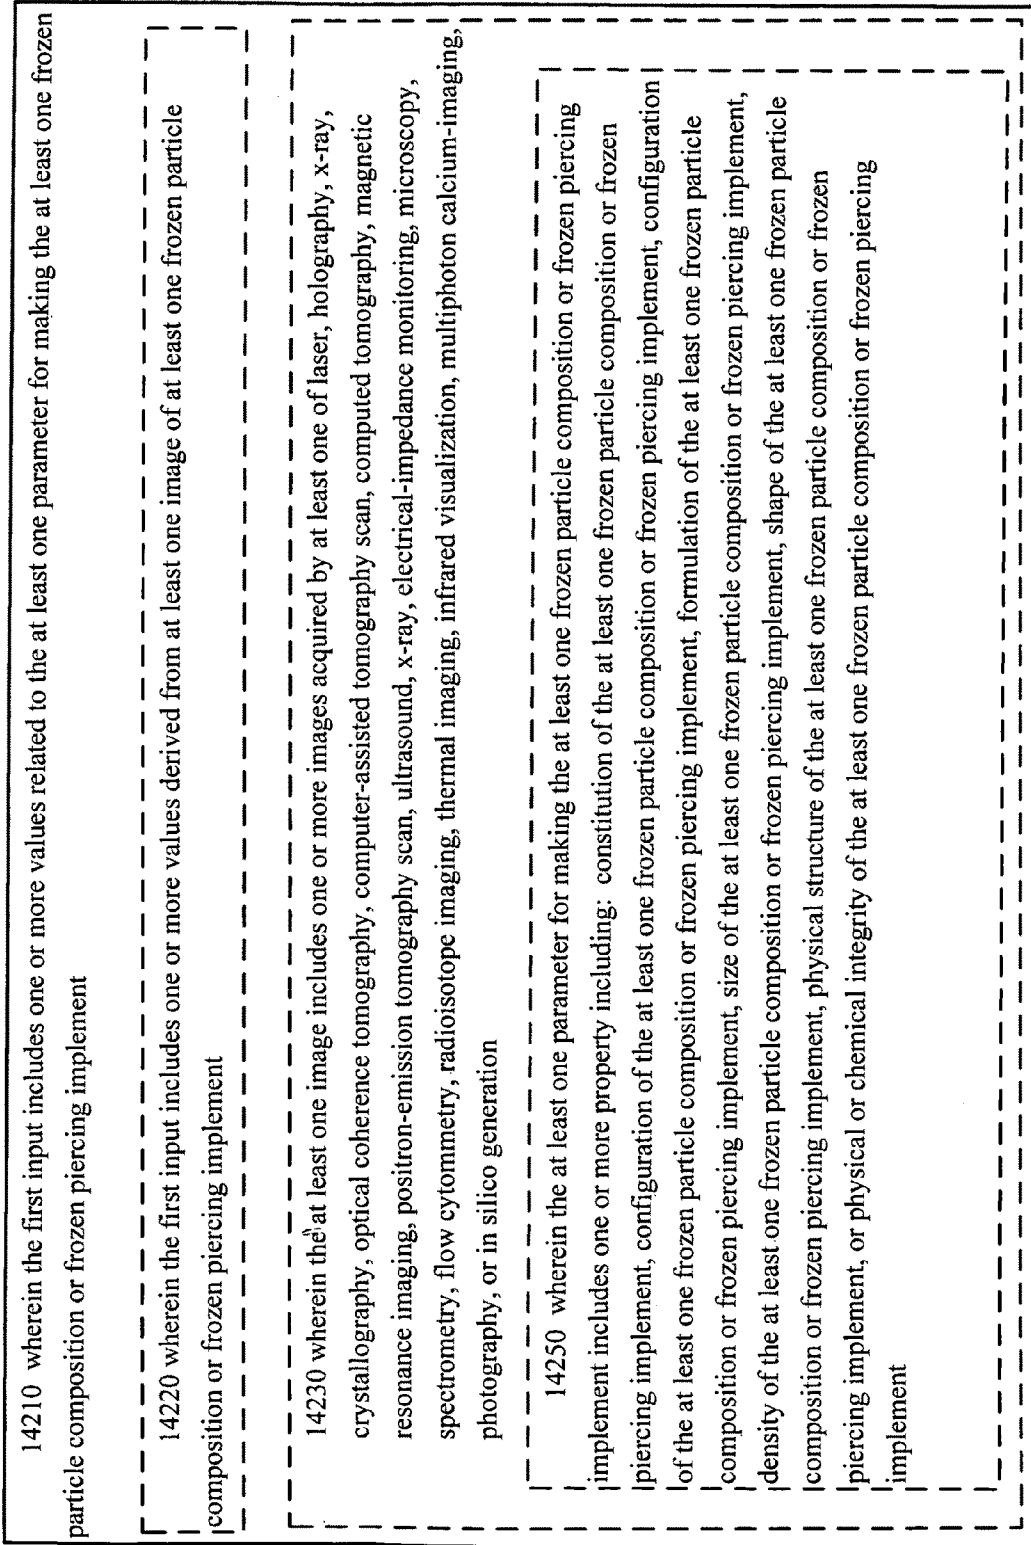 14210 wherein the first input includes one or more values related to the at least one parameter for making the at least one frozen
particle composition or frozen piercing implement
14220 wherein the first input includes one or more values derived from at least one image of at least one frozen particle
composition or frozen piercing implement
14230 wherein the at least one image includes one or more images acquired by at least one of laser, holography, x-ray,
crystallography, optical coherence tomography, computer-assisted tomography scan, computed tomography, magnetic
resonance imaging, positron-emission tomography scan, ultrasound, x-ray, electrical-impedance monitoring, microscopy,
spectrometry, flow cytommetry, radioisotope imaging, thermal imaging, infrared visualization, multiphoton calcium-imaging,
photography, or in silico generation
14250 wherein the at least one parameter for making the at least one frozen particle composition or frozen piercing
implement includes one or more property including: constitution of the at least one frozen particle composition or frozen
piercing implement, configuration of the at least one frozen particle composition or frozen piercing implement, configuration
of the at least one frozen particle composition or frozen piercing implement, formulation of the at least one frozen particle
composition or frozen piercing implement, size of the at least one frozen particle composition or frozen piercing implement,
density of the at least one frozen particle composition or frozen piercing implement, shape of the at least one frozen particle
composition or frozen piercing implement, physical structure of the at least one frozen particle composition or frozen
piercing implement, or physical or chemical integrity of the at least one frozen particle composition or frozen piercing
implement